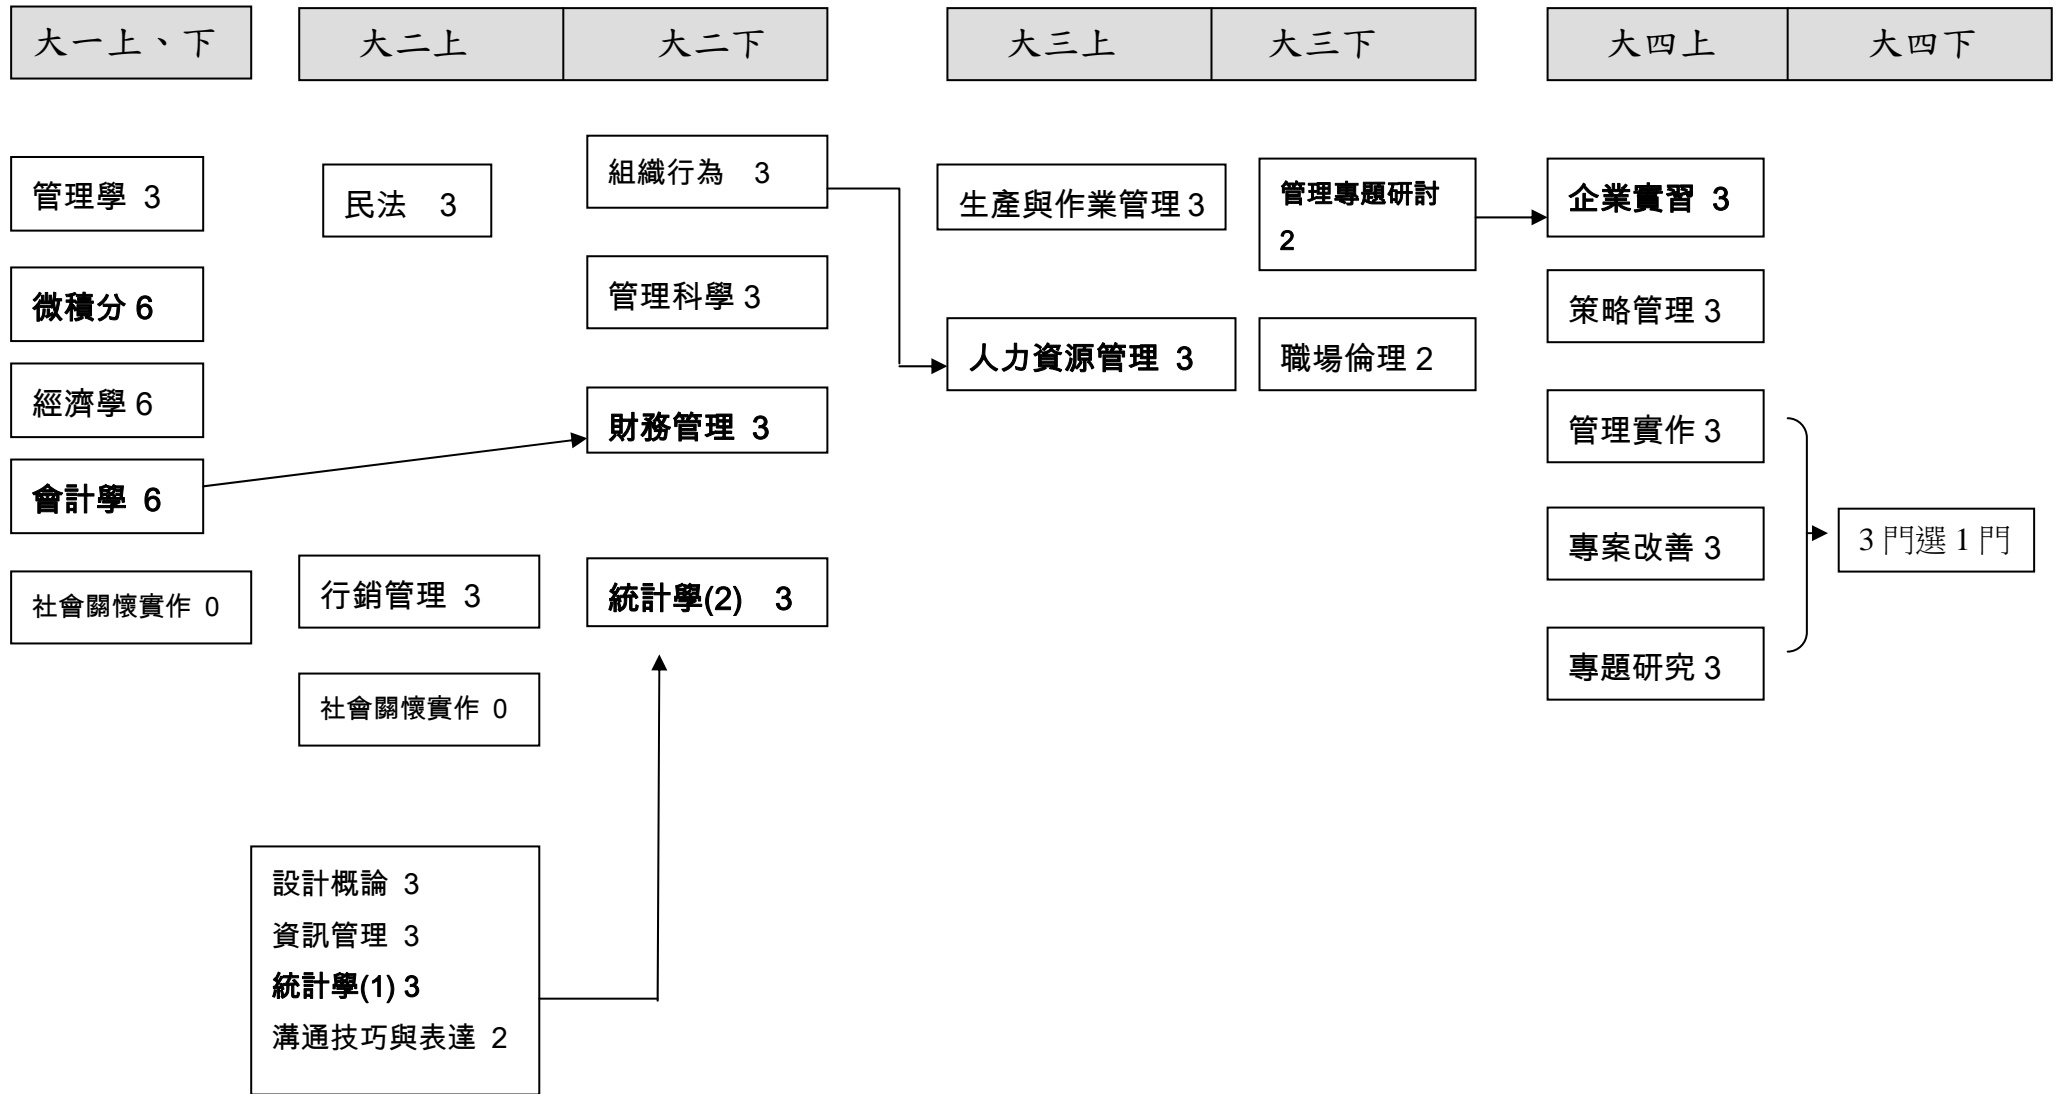 大一上、下
大二上
大二下
大三上
大三下
大四上
大四下
管理學 3
微積分 6
經濟學 6
會計學 6
社會關懷實作 0
民法 3
行銷管理 3
社會關懷實作 0
設計概論 3
資訊管理 3
統計學(1) 3
溝通技巧與表達 2
組織行為 3
管理科學 3
財務管理 3
統計學(2) 3
生產與作業管理 3
人力資源管理 3
管理專題研討
2
職場倫理 2
企業實習 3
策略管理 3
管理實作 3
專案改善 3
專題研究 3
3 門選 1 門